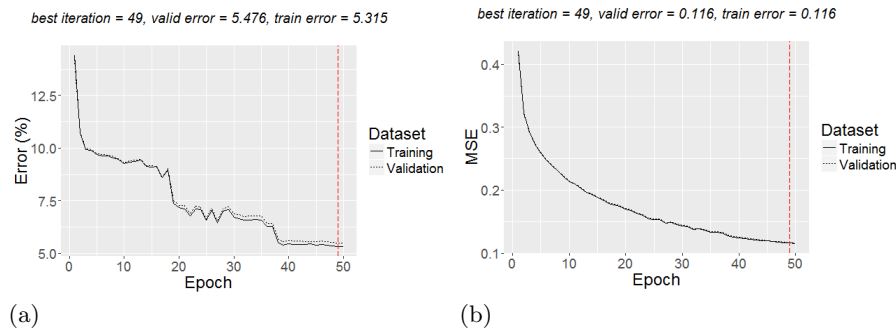 best iteration = 49, valid error = 5.476, train error = 5.315
12.5
10.0
7.5
5.0
Error (%)
0 10 20 30 40 50
Epoch
Dataset
Training
Validation
(a)
best iteration = 49, valid error = 0.116, train error = 0.116
0.4
0.3
0.2
0.1
MSE
0 10 20 30 40 50
Epoch
Dataset
Training
Validation
(b)